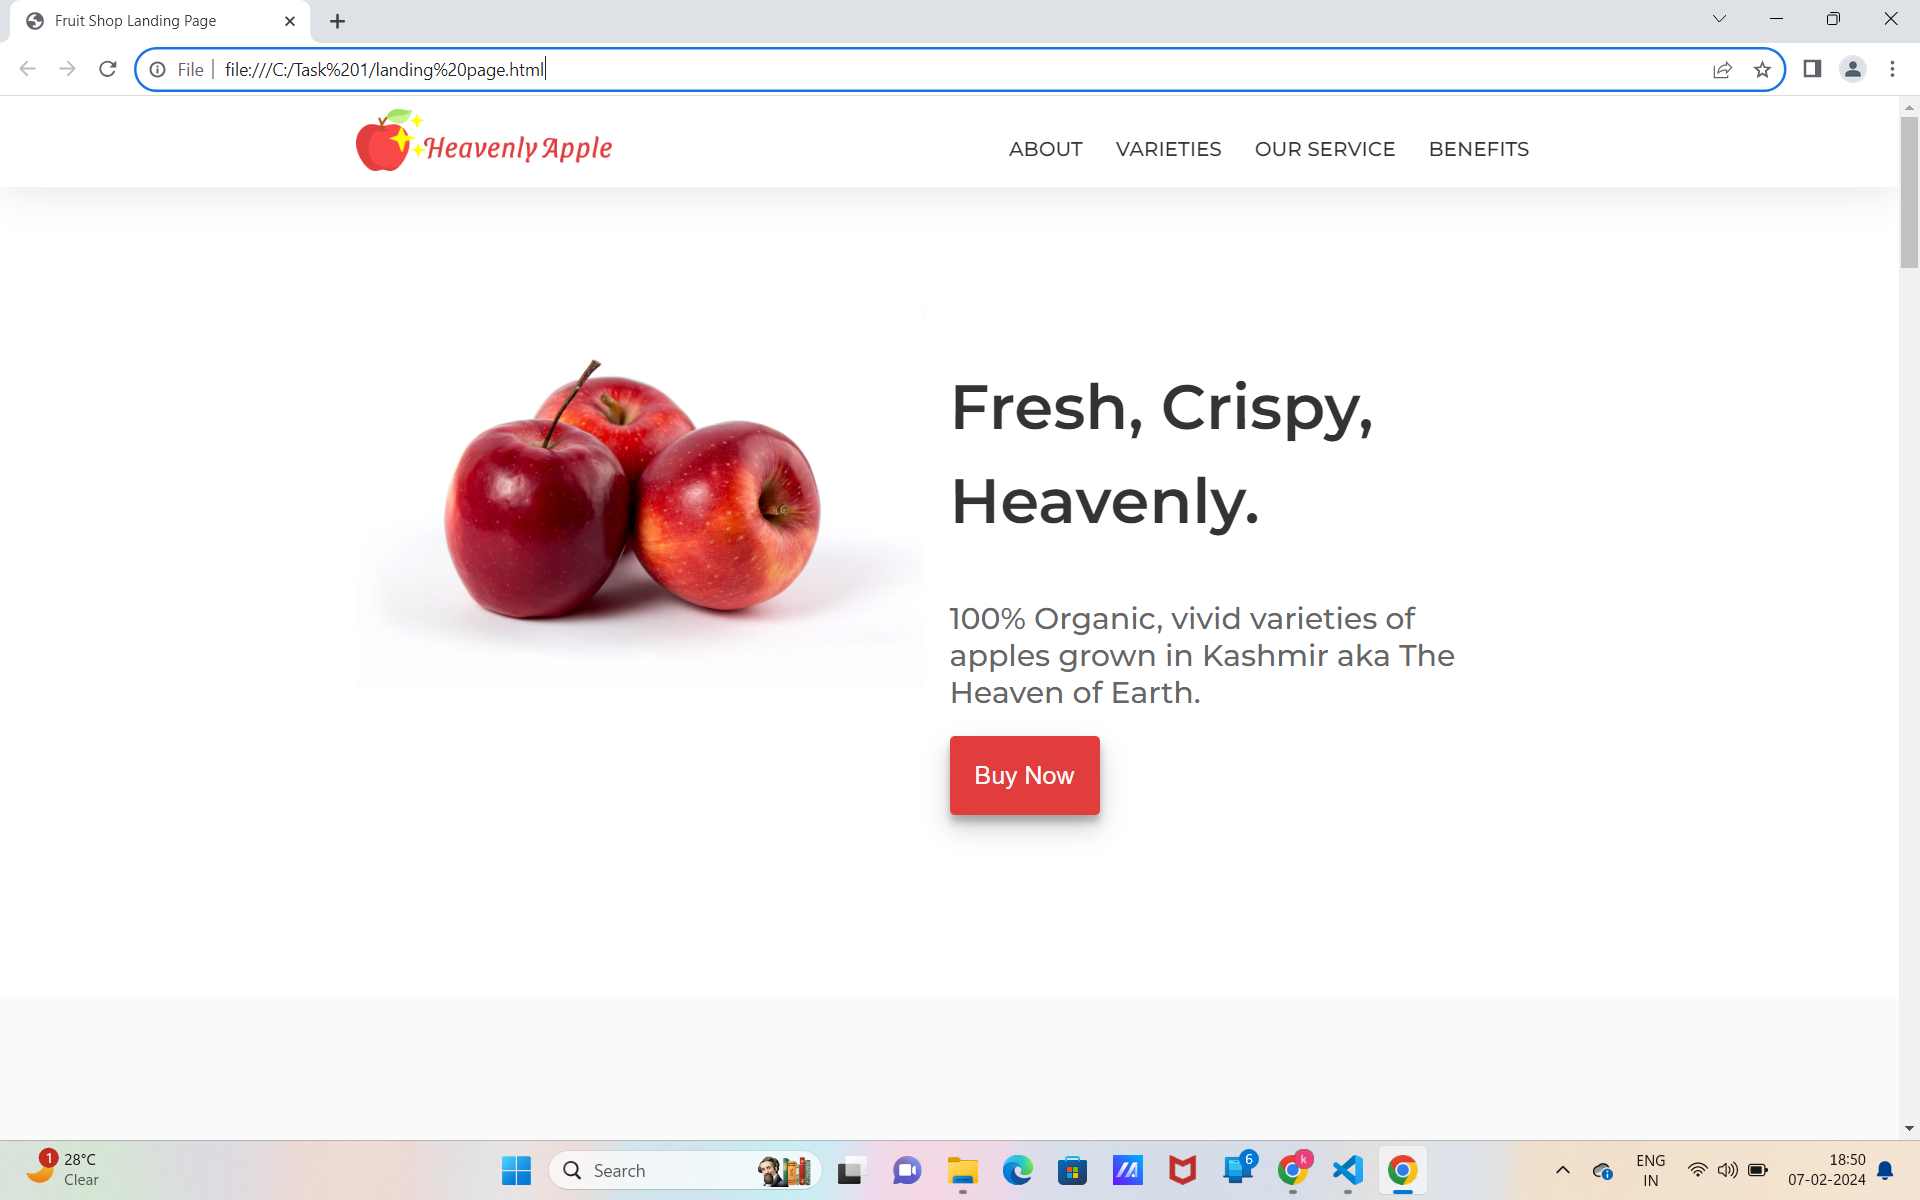 Fruit Shop Landing Page
File
file:///C:/Task%201/landing%20page.html
Heavenly Apple
ABOUT VARIETIES OUR SERVICE BENEFITS
Fresh, Crispy,
Heavenly.
100% Organic, vivid varieties of
apples grown in Kashmir aka The
Heaven of Earth.
Buy Now
1
28°C
Clear
Search
6
k
ENG
IN
18:50
07-02-2024